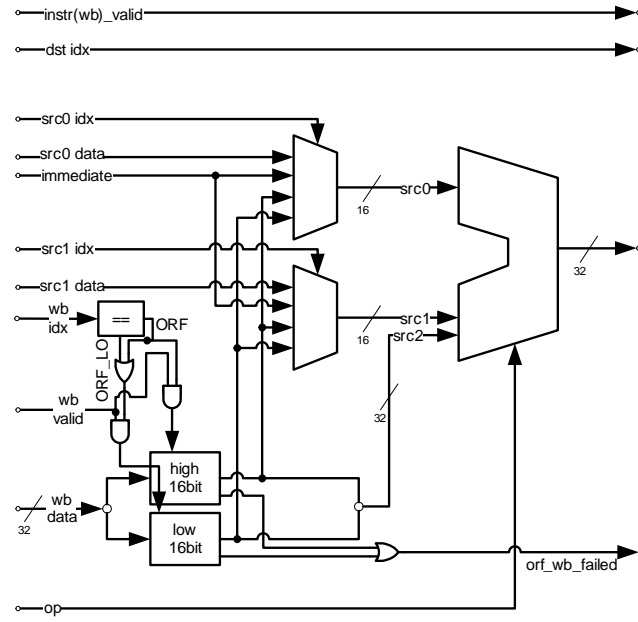 instr(wb)_valid
dst idx
src0 idx
src0 data
immediate
16
src0
32
src1 idx
src1 data
16
src1
src2
wb
idx
==
ORF
ORF_LO
wb
valid
32
high
16bit
wb
data
32
low
16bit
orf_wb_failed
op